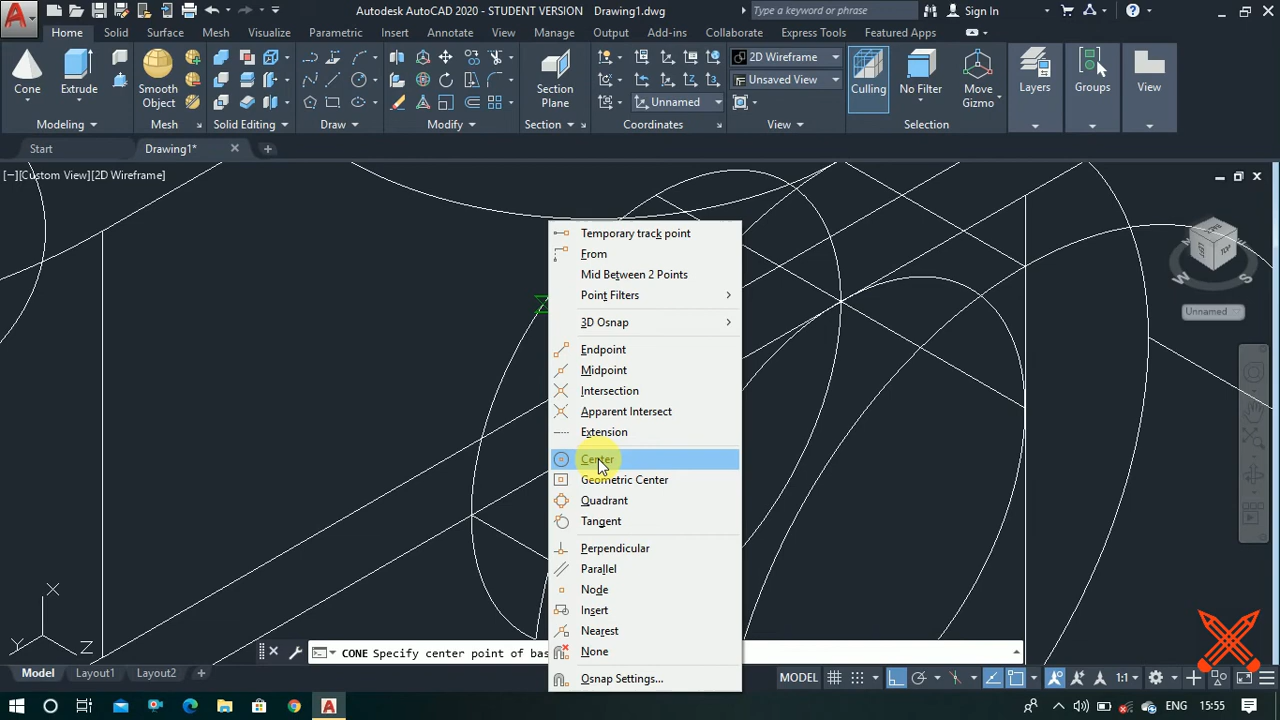 Autodesk AutoCAD 2020 - STUDENT VERSION Drawing1.dwg
Type a keyword or phrase
Sign In
Home Solid Surface Mesh Visualize Parametric Insert Annotate View Manage Output Add-ins Collaborate Express Tools Featured Apps
Cone
Extrude
Smooth Object
Section Plane
2D Wireframe
Unsaved View
Unnamed
Culling
No Filter
Move Gizmo
Layers
Groups
View
Modeling Mesh Solid Editing Draw Modify Section Coordinates View Selection
Start Drawing1*
[−][Custom View][2D Wireframe]
Temporary track point
From
Mid Between 2 Points
Point Filters
3D Osnap
Endpoint
Midpoint
Intersection
Apparent Intersect
Extension
Center
Geometric Center
Quadrant
Tangent
Perpendicular
Parallel
Node
Insert
Nearest
None
Osnap Settings...
TOP
W
S
Unnamed
X
Y
Z
CONE Specify center point of bas
Model Layout1 Layout2
MODEL
1:1
ENG 15:55